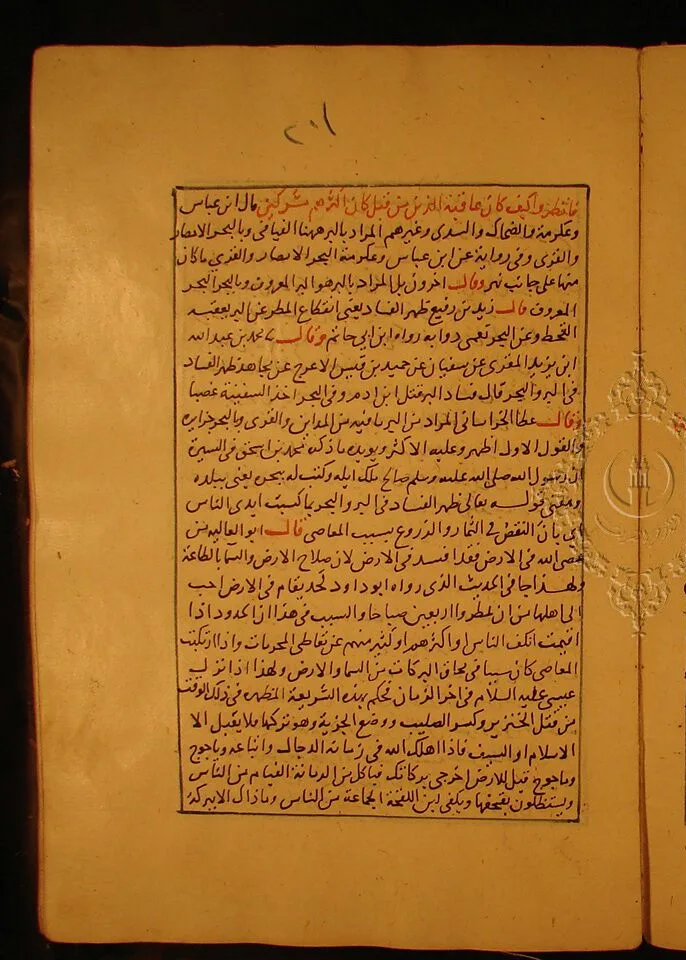 ٢٠١
فانظروا كيف كان عاقبة الذين من قبل كان اكثرهم مشركين قال ابن عباس
وعكرمة والضحاك والسدي وغيرهم المراد بالبر ههنا الفيافي وبالبحر الامصار
والقرى وفي رواية عن ابن عباس وعكرمة البحر الامصار والقرى ما كان
منها على جانب نهر وقال اخرون بل المراد بالبر هو البر المعروف وبالبحر البحر
المعروف قال زيد بن رفيع ظهر الفساد يعني انقطاع المطر عن البر يعقبه
القحط وعن البحر تعمى دوابه رواه ابن ابي حاتم وقال محمد بن عبد الله
ابن يزيد المقري عن سفيان عن حميد بن قيس الاعرج عن مجاهد ظهر الفساد
في البر والبحر قال فساد البر قتل ابن ادم وفي البحر اخذ السفينة غصبا
وقال عطا الخراساني المراد من البر ما فيه من المداين والقرى وبالبحر جزايره
والقول الاول اظهر وعليه الاكثر ويويده ما ذكره محمد بن اسحق في السيرة
ان رسول الله صلى الله عليه وسلم صالح ملك ايله وكتب له ببحره يعني ببلده
ومعنى قوله تعالى ظهر الفساد في البر والبحر بما كسبت ايدي الناس
اي بان النقص في الثمار والزروع بسبب المعاصي قال ابو العاليه من
عصى الله في الارض فقد افسد في الارض لان صلاح الارض والسما بالطاعة
ولهذا جا في الحديث الذي رواه ابو داود لحد يقام في الارض احب
الى اهلها من ان يمطروا اربعين صباحا والسبب في هذا ان الحدود اذا
اقيمت انكف الناس او اكثرهم او كثير منهم عن تعاطي المحرمات واذا ارتكبت
المعاصي كان سببا في محاق البركات من السما والارض ولهذا اذا نزل
عيسى عليه السلام في اخر الزمان فحكم بهذه الشريعة المطهره في ذلك الوقت
من قتل الخنزير وكسر الصليب ووضع الجزية وهو تركها فلا يقبل الا
الاسلام او السيف فاذا اهلك الله في زمانه الدجال واتباعه وياجوج
وماجوج قيل للارض اخرجي بركاتك فياكل من الرمانة الفيام من الناس
ويستظلون بقحفها ويكفي لبن اللقحة الجماعة من الناس وما ذاك الا ببركة